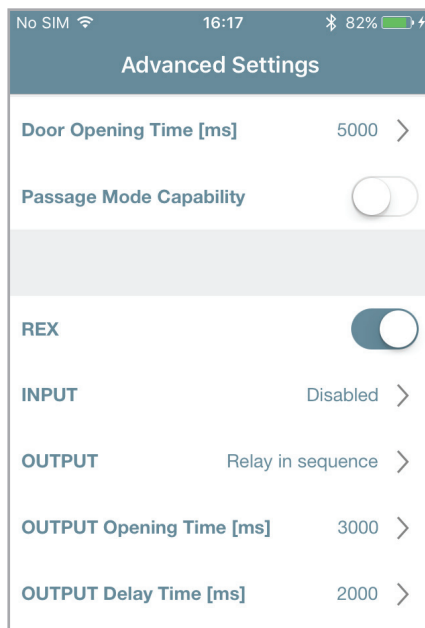 No SIM 16:17 82%
Advanced Settings
Door Opening Time [ms] 5000
Passage Mode Capability
REX
INPUT Disabled
OUTPUT Relay in sequence
OUTPUT Opening Time [ms] 3000
OUTPUT Delay Time [ms] 2000